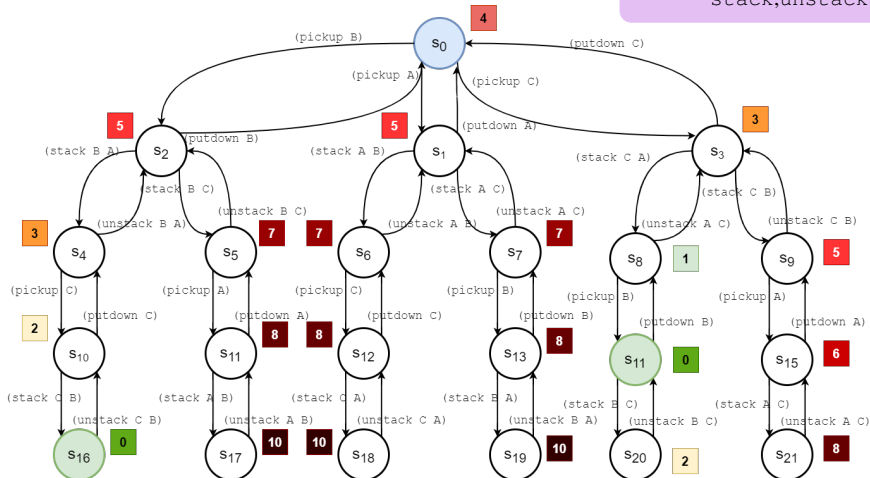 stack,unstack
4
(pickup B)
s0
(putdown C)
(pickup A)
(pickup C)
5
5
3
(putdown B)
(putdown A)
s2
s1
s3
(stack B A)
(stack A B)
(stack C A)
(stack B C)
(stack A C)
(stack C B)
(unstack B A)
(unstack B C)
(unstack A B)
(unstack A C)
(unstack A C)
(unstack C B)
3
s4
s5
7
7
s6
s7
7
s8
1
s9
5
(pickup C)
(pickup A)
(pickup C)
(pickup B)
(pickup B)
(pickup A)
(putdown C)
(putdown A)
(putdown C)
(putdown B)
(putdown B)
(putdown A)
2
s10
s11
8
8
s12
s13
8
s11
0
s15
6
(stack C B)
(stack A B)
(stack C A)
(stack B A)
(stack B C)
(stack A C)
(unstack C B)
(unstack A B)
(unstack C A)
(unstack B A)
(unstack B C)
(unstack A C)
s16
0
s17
10
10
s18
s19
10
s20
2
s21
8